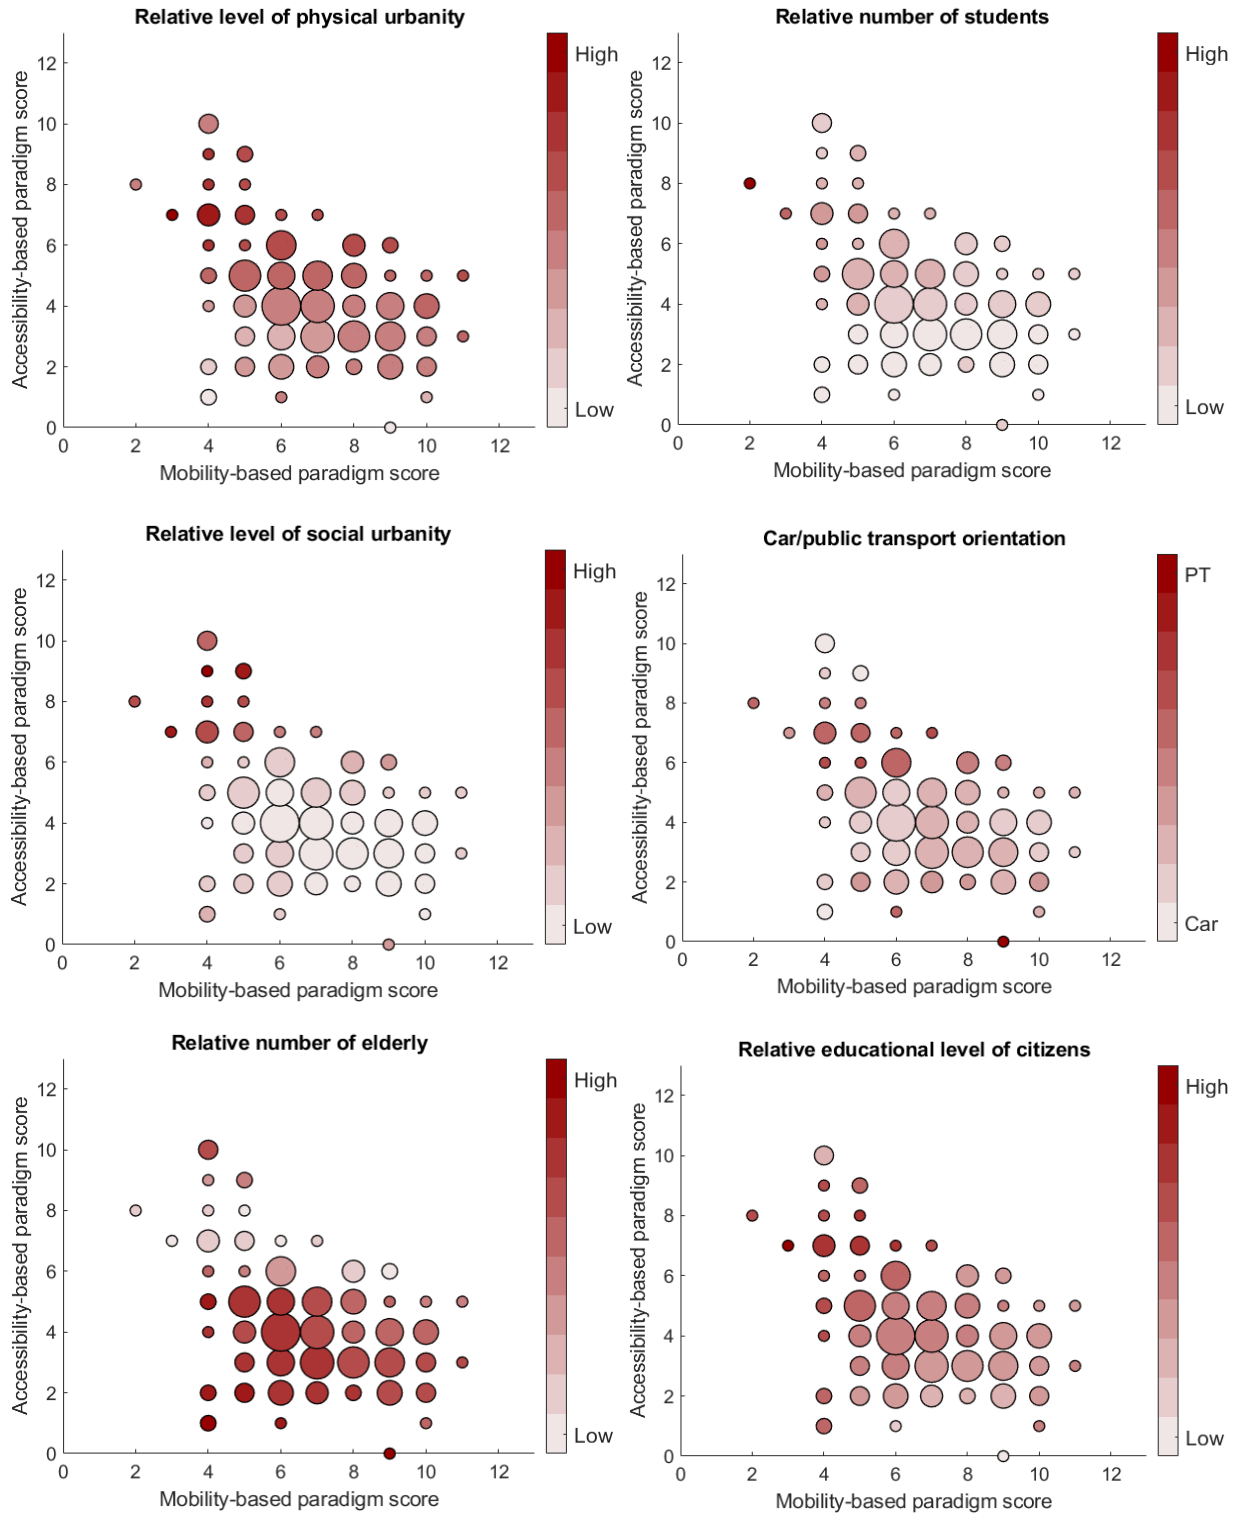 Relative level of physical urbanity
High
Low
Accessibility-based paradigm score
12
10
8
6
4
2
0
0 2 4 6 8 10 12
Mobility-based paradigm score
Relative number of students
High
Low
Accessibility-based paradigm score
12
10
8
6
4
2
0
0 2 4 6 8 10 12
Mobility-based paradigm score
Relative level of social urbanity
High
Low
Accessibility-based paradigm score
12
10
8
6
4
2
0
0 2 4 6 8 10 12
Mobility-based paradigm score
Car/public transport orientation
PT
Car
Accessibility-based paradigm score
12
10
8
6
4
2
0
0 2 4 6 8 10 12
Mobility-based paradigm score
Relative number of elderly
High
Low
Accessibility-based paradigm score
12
10
8
6
4
2
0
0 2 4 6 8 10 12
Mobility-based paradigm score
Relative educational level of citizens
High
Low
Accessibility-based paradigm score
12
10
8
6
4
2
0
0 2 4 6 8 10 12
Mobility-based paradigm score